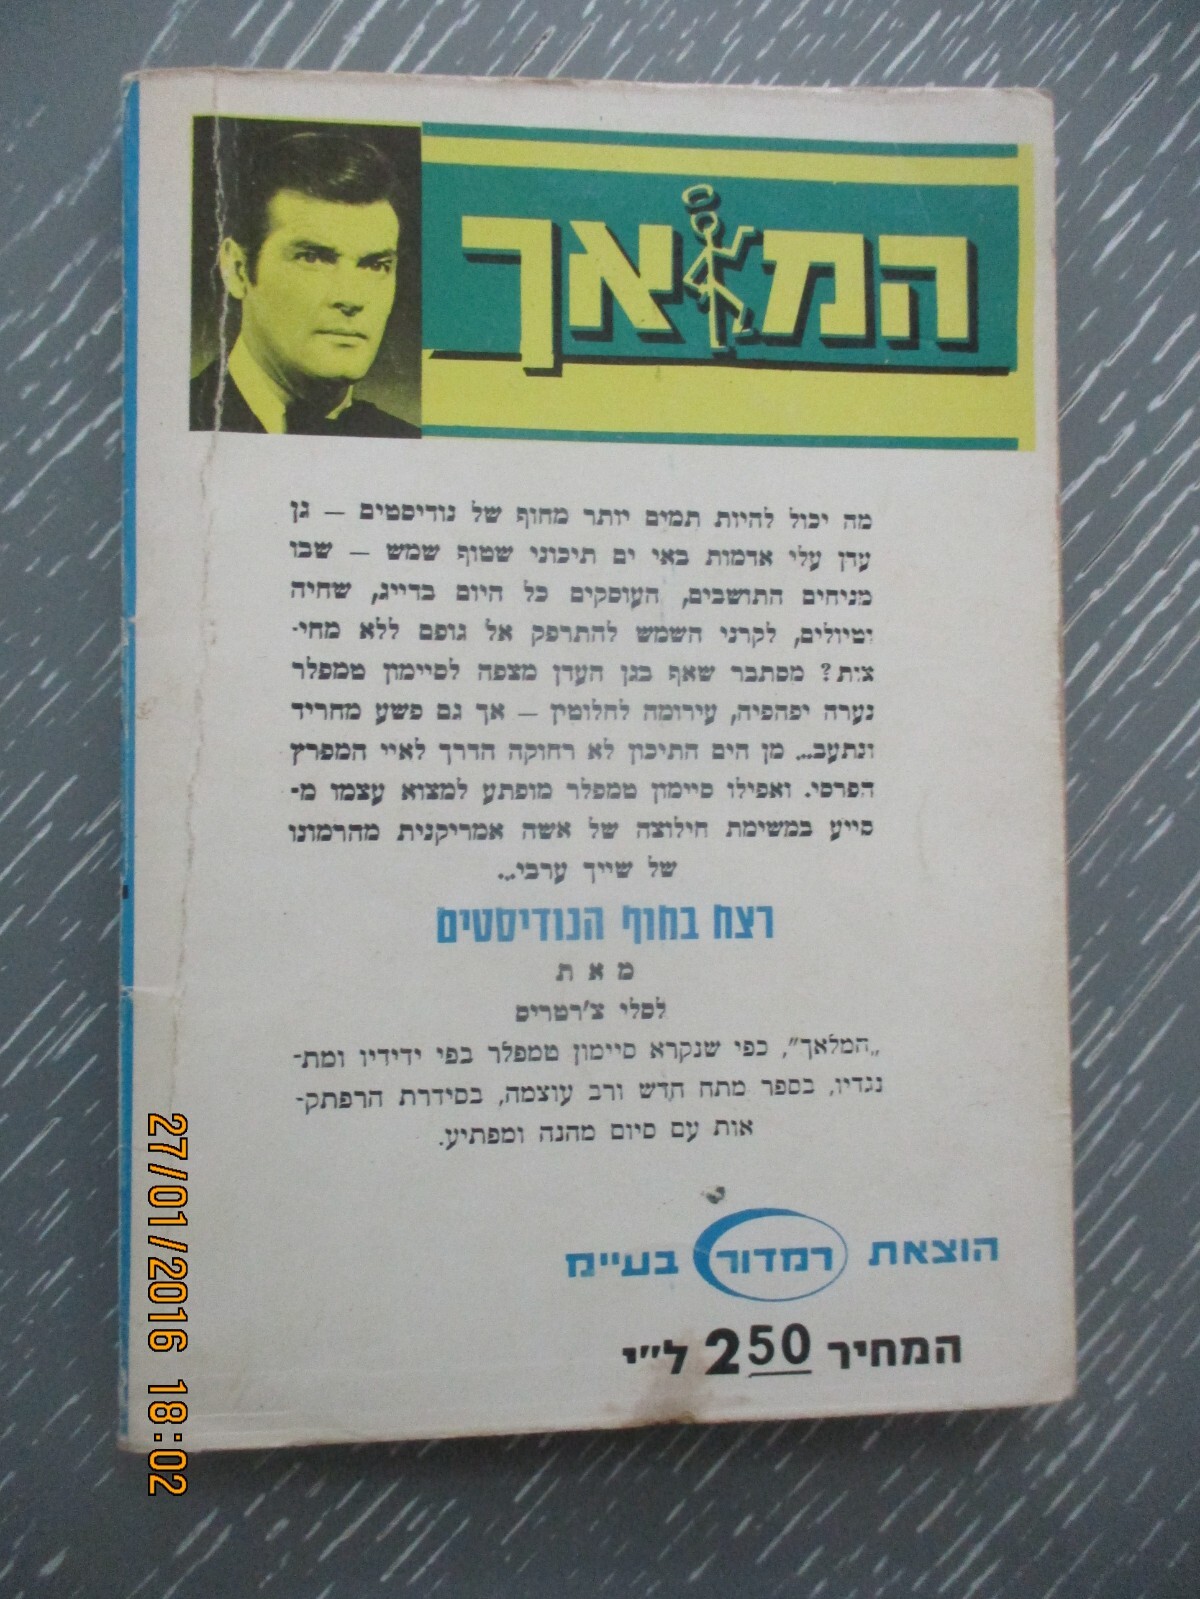 המלאך
מה יכול להיות תמים יותר מחוף של נודיסטים — גן
עדן עלי אדמות באי ים תיכוני שטוף שמש — שבו
מניחים התושבים, העוסקים כל היום בדייג, שחיה
וטיולים, לקרני השמש להתרפק אל גופם ללא מחי-
צות? מסתבר שאף בגן העדן מצפה לסיימון טמפלר
נערה יפהפיה, עירומה לחלוטין — אך גם פשע מחריד
ונתעב... מן הים התיכון לא רחוקה הדרך לאיי המפרץ
הפרסי. ואפילו סיימון טמפלר מופתע למצוא עצמו מ-
סייע במשימת חילוצה של אשה אמריקנית מהרמונו
של שייך ערבי...
רצח בחוף הנודיסטים
מאת
לסלי צ'רטריס
„המלאך", כפי שנקרא סיימון טמפלר בפי ידידיו ומת-
נגדיו, בספר מתח חדש ורב עוצמה, בסידרת הרפתק-
אות עם סיום מהנה ומפתיע.
הוצאת רמדור בע״מ
המחיר 2.50 ל"י
27/01/2016 18:02